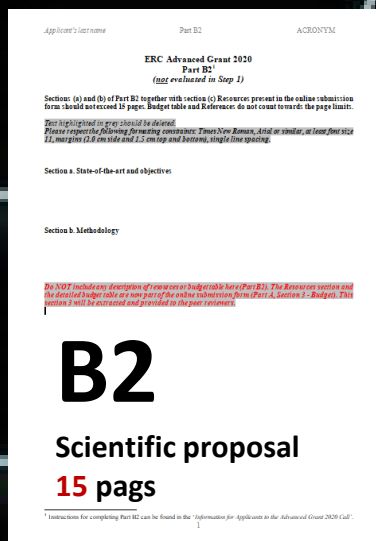 Applicant's last name Part B2 ACRONYM
ERC Advanced Grant 2020
Part B2¹
(not evaluated in Step 1)
Sections (a) and (b) of Part B2 together with section (c) Resources present in the online submission
form should not exceed 15 pages. Budget table and References do not count towards the page limits.
Text highlighted in grey should be deleted.
Please respect the following formatting constraints: Times New Roman, Arial or similar, at least font size
11, margins (2.0 cm side and 1.5 cm top and bottom), single line spacing.
Section a. State-of-the-art and objectives
Section b. Methodology
Do NOT include any description of resources or budget table here (Part B2). The Resources section and
the detailed budget table are now part of the online submission form (Part A, Section 3 - Budget). This
section 3 will be extracted and provided to the peer reviewers.
B2
Scientific proposal
15 pags
¹ Instructions for completing Part B2 can be found in the 'Information for Applicants to the Advanced Grant 2020 Call'.
1